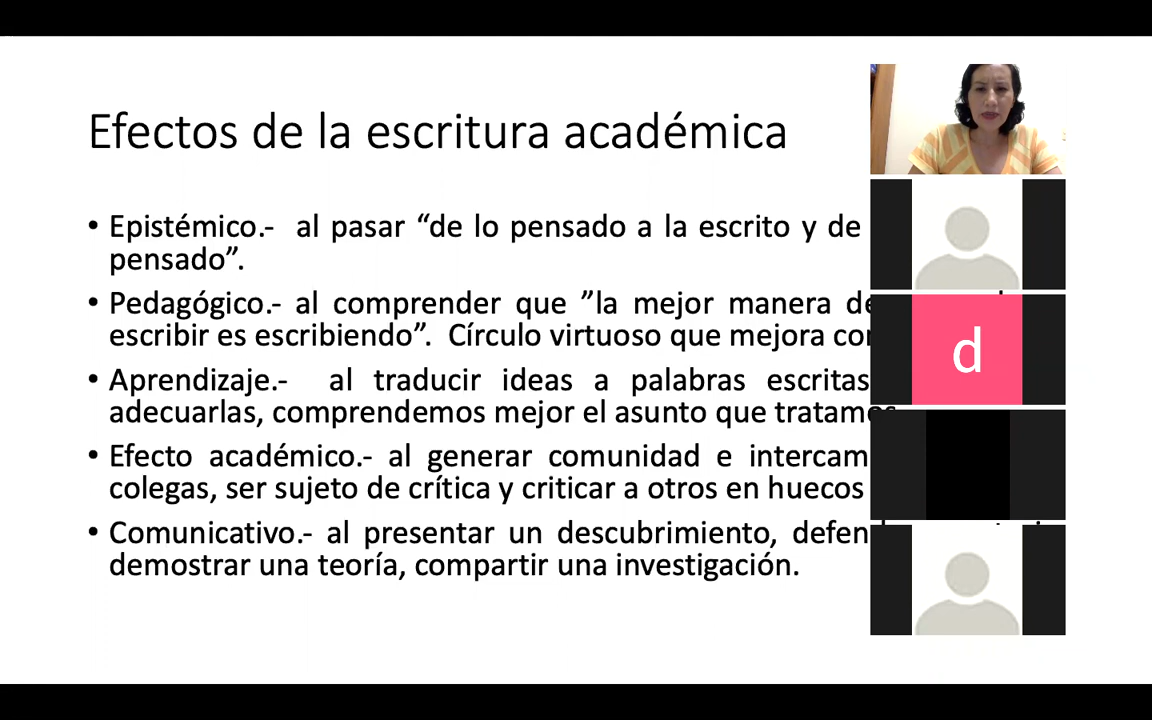 Efectos de la escritura académica
• Epistémico.- al pasar “de lo pensado a la escrito y de
pensado”.
• Pedagógico.- al comprender que ”la mejor manera de
escribir es escribiendo”. Círculo virtuoso que mejora
• Aprendizaje.- al traducir ideas a palabras escritas
adecuarlas, comprendemos mejor el asunto que tratamos
• Efecto académico.- al generar comunidad e
colegas, ser sujeto de crítica y criticar a otros en huecos
• Comunicativo.- al presentar un descubrimiento,
demostrar una teoría, compartir una investigación.
d